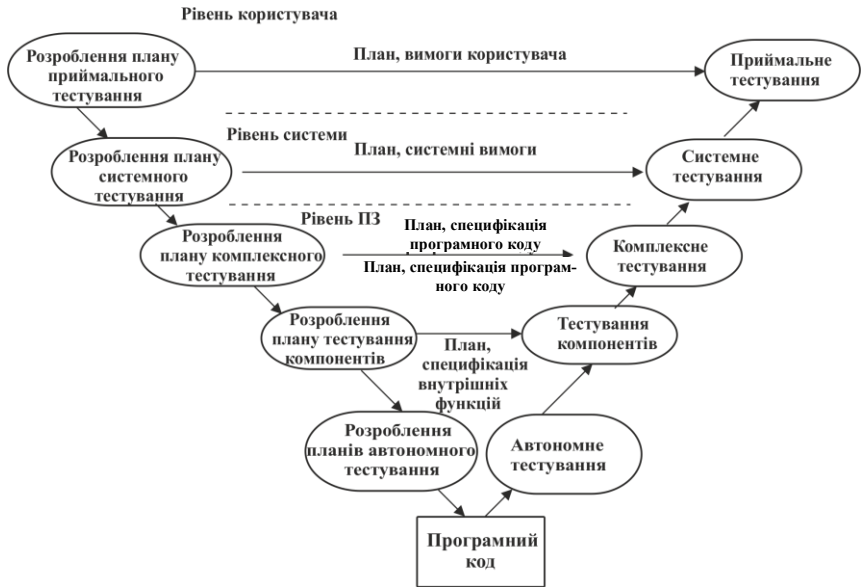 Рівень користувача
Розроблення плану
приймального
тестування
План, вимоги користувача
Приймальне
тестування
Рівень системи
Розроблення плану
системного
тестування
План, системні вимоги
Системне
тестування
Рівень ПЗ
Розроблення
плану комплексного
тестування
План, специфікація
програмного коду
План, специфікація програм-
ного коду
Комплексне
тестування
Розроблення
плану тестування
компонентів
План,
специфікація
внутрішніх
функцій
Тестування
компонентів
Розроблення
планів автономного
тестування
Автономне
тестування
Програмний
код